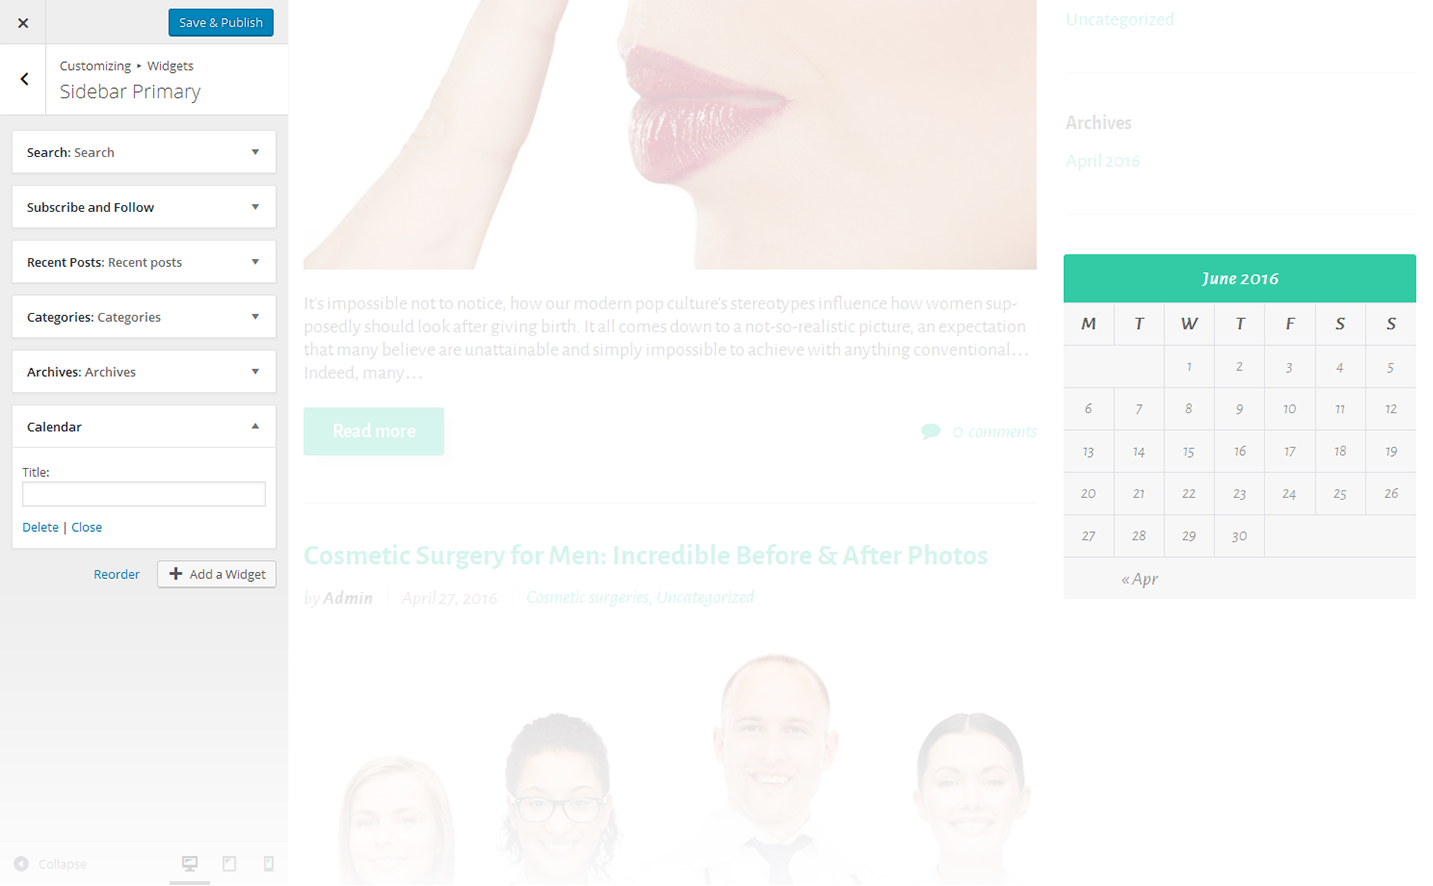 Save & Publish
Customizing ▸ Widgets
Sidebar Primary
Search: Search
Subscribe and Follow
Recent Posts: Recent posts
Categories: Categories
Archives: Archives
Calendar
Title:
Delete | Close
Reorder
Add a Widget
Collapse
It's impossible not to notice, how our modern pop culture's stereotypes influence how women sup-
posedly should look after giving birth. It all comes down to a not-so-realistic picture, an expectation
that many believe are unattainable and simply impossible to achieve with anything conventional…
Indeed, many…
Read more
0 comments
Cosmetic Surgery for Men: Incredible Before & After Photos
by Admin
April 27, 2016
Cosmetic surgeries, Uncategorized
Uncategorized
Archives
April 2016
June 2016
M T W T F S S
1 2 3 4 5
6 7 8 9 10 11 12
13 14 15 16 17 18 19
20 21 22 23 24 25 26
27 28 29 30
« Apr